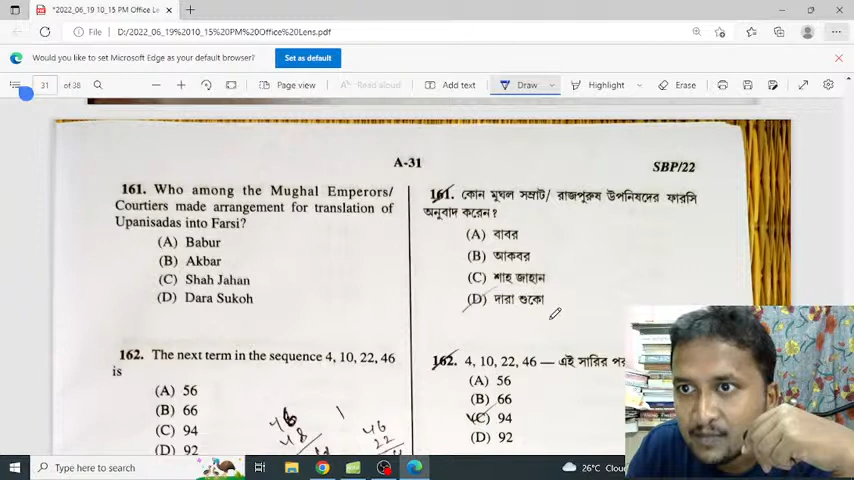 *2022_06_19 10_15 PM Office Le
File
D:/2022_06_19%2010_15%20PM%20Office%20Lens.pdf
Would you like to set Microsoft Edge as your default browser?
Set as default
31 of 38
Page view
Read aloud
Add text
Draw
Highlight
Erase
A-31
SBP/22
161. Who among the Mughal Emperors/
Courtiers made arrangement for translation of
Upanisadas into Farsi?
(A) Babur
(B) Akbar
(C) Shah Jahan
(D) Dara Sukoh
162. The next term in the sequence 4, 10, 22, 46
is
(A) 56
(B) 66
(C) 94
(D) 92
46
48
161. কোন মুঘল সম্রাট/ রাজপুরুষ উপনিষদের ফারসি
অনুবাদ করেন?
(A) বাবর
(B) আকবর
(C) শাহ জাহান
(D) দারা শুকো
162. 4, 10, 22, 46 — এই সারির
(A) 56
(B) 66
(C) 94
(D) 92
46
22
Type here to search
26°C